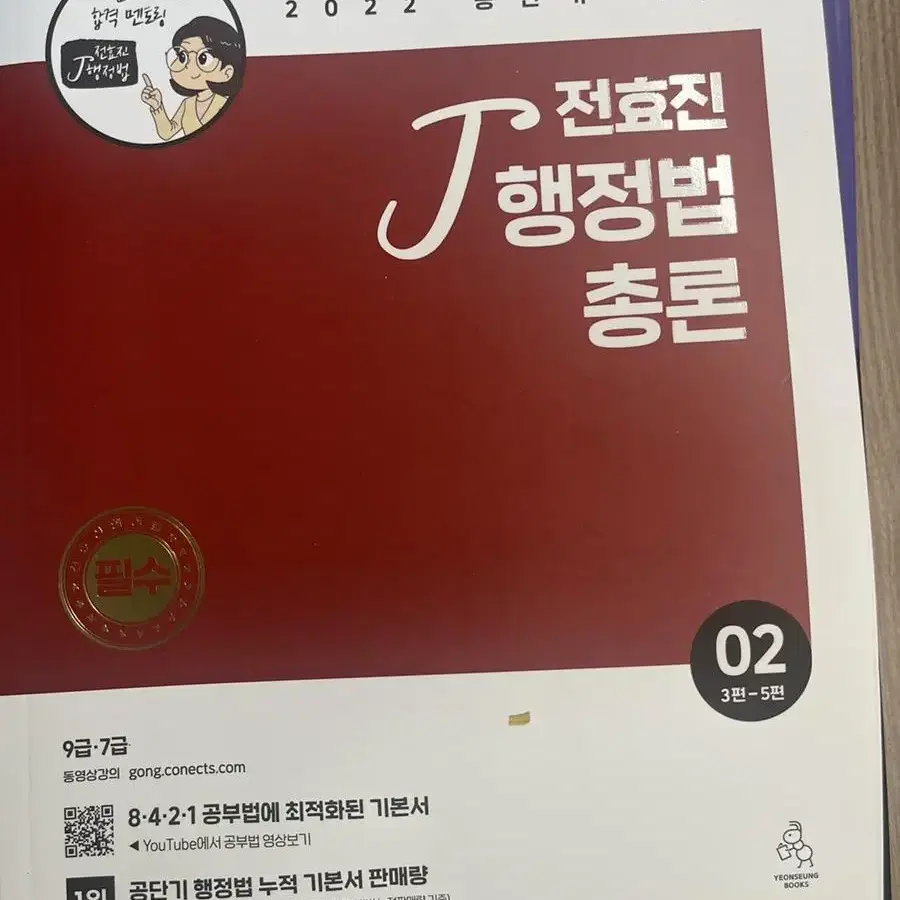 합격 멘토링
전효진
J행정법
2022
전효진
J 행정법
총론
필수
02
3편-5편
9급·7급
동영상강의 gong.conects.com
8·4·2·1 공부법에 최적화된 기본서
◀ YouTube에서 공부법 영상보기
1위
공단기 행정법 누적 기본서 판매량
YEONSEUNG
BOOKS